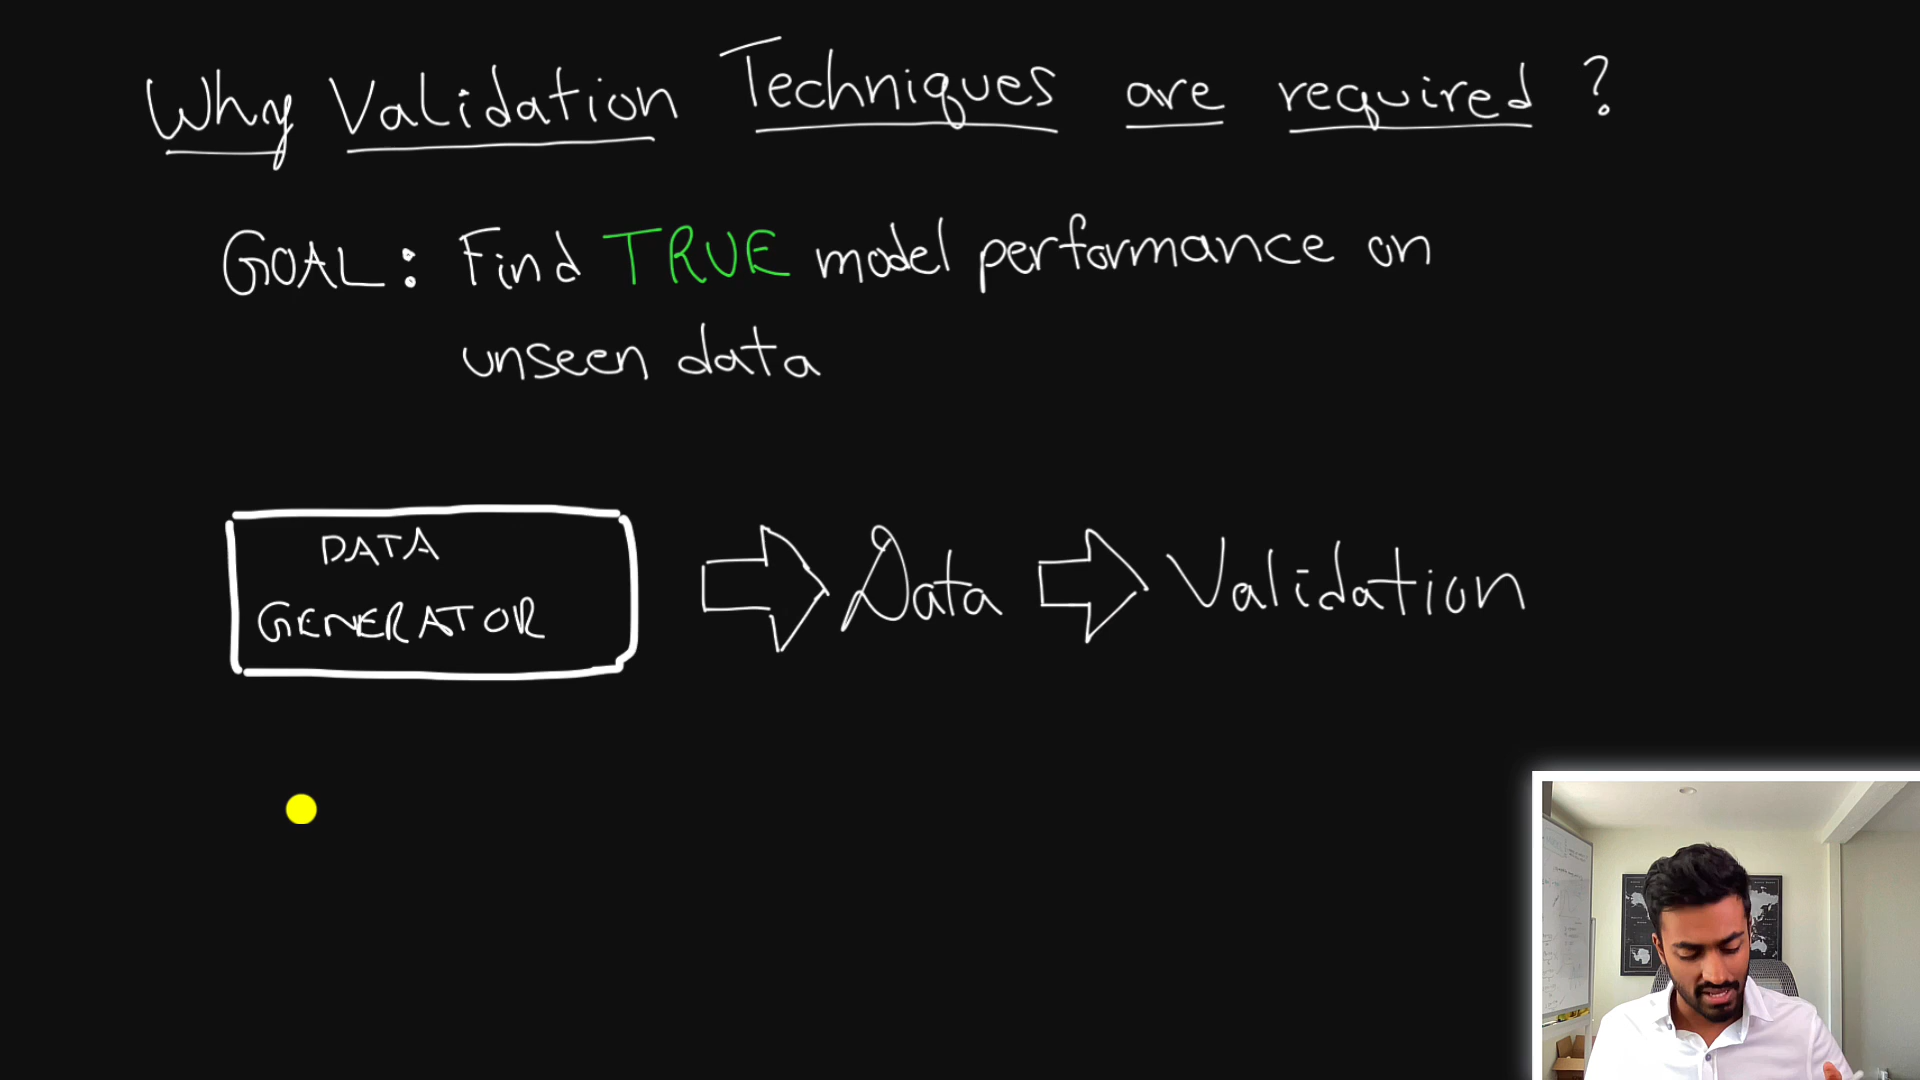 Why Validation Techniques are required ?
GOAL: Find TRUE model performance on
unseen data
DATA
GENERATOR
Data
Validation